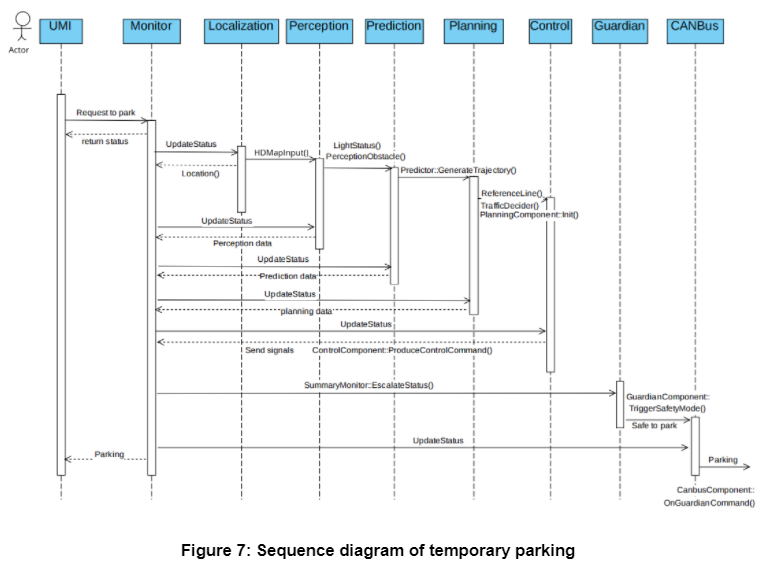 UMI Monitor Localization Perception Prediction Planning Control Guardian CANBus
Actor
Request to park
return status
UpdateStatus
LightStatus()
HDMapInput()
PerceptionObstacle()
Location()
Predictor::GenerateTrajectory()
ReferenceLine()
TrafficDecider()
PlanningComponent::Init()
UpdateStatus
Perception data
UpdateStatus
Prediction data
UpdateStatus
planning data
UpdateStatus
Send signals ControlComponent::ProduceControlCommand()
SummaryMonitor::EscalateStatus()
GuardianComponent::
TriggerSafetyMode()
Safe to park
UpdateStatus
Parking
Parking
CanbusComponent::
OnGuardianCommand()
Figure 7: Sequence diagram of temporary parking